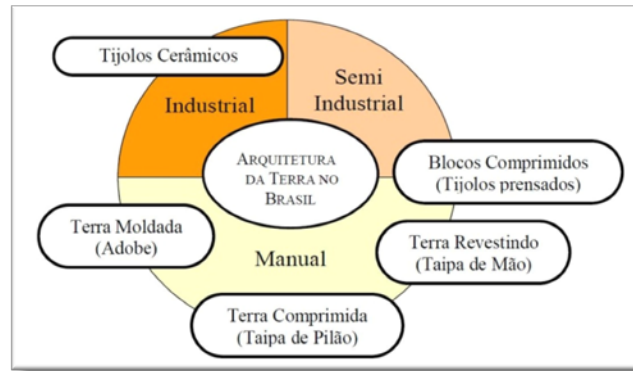 Tijolos Cerâmicos
Industrial
Semi
Industrial
ARQUITETURA
DA TERRA NO
BRASIL
Blocos Comprimidos
(Tijolos prensados)
Terra Moldada
(Adobe)
Manual
Terra Revestindo
(Taipa de Mão)
Terra Comprimida
(Taipa de Pilão)